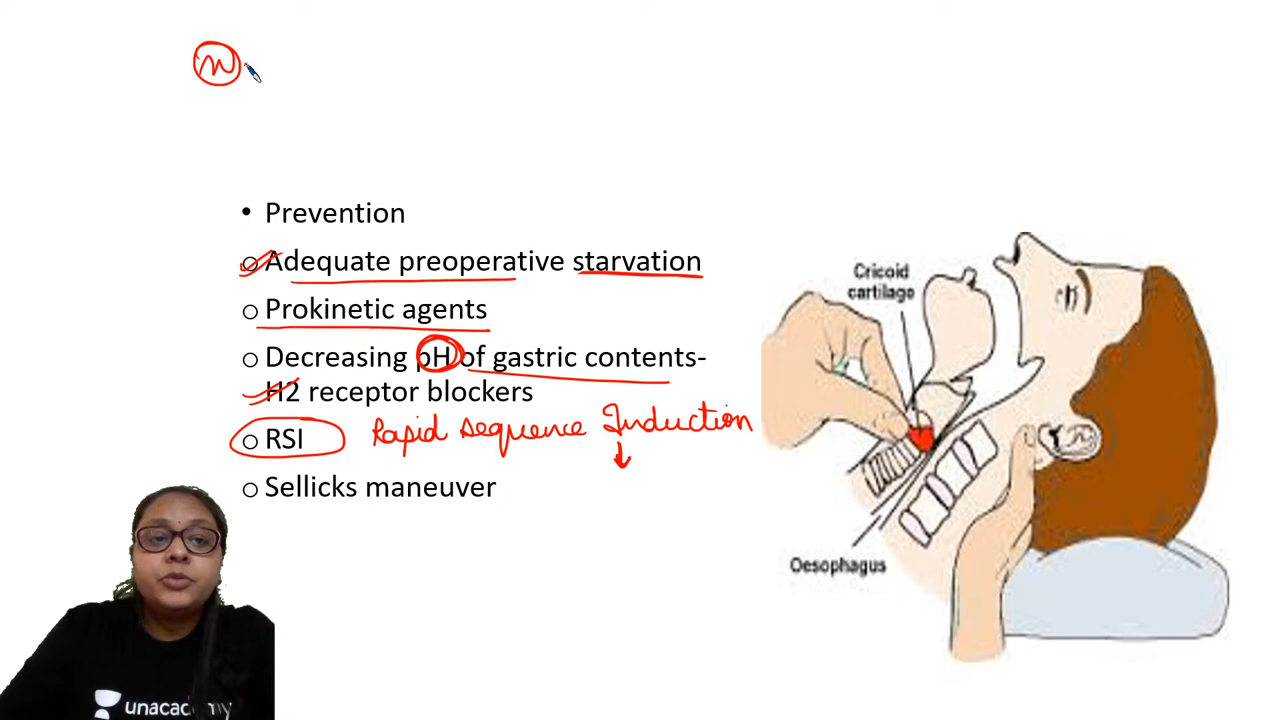 • Prevention
o Adequate preoperative starvation
o Prokinetic agents
o Decreasing pH of gastric contents-
H2 receptor blockers
o RSI Rapid sequence Induction
o Sellicks maneuver
Cricoid
cartilage
Oesophagus
unacademy